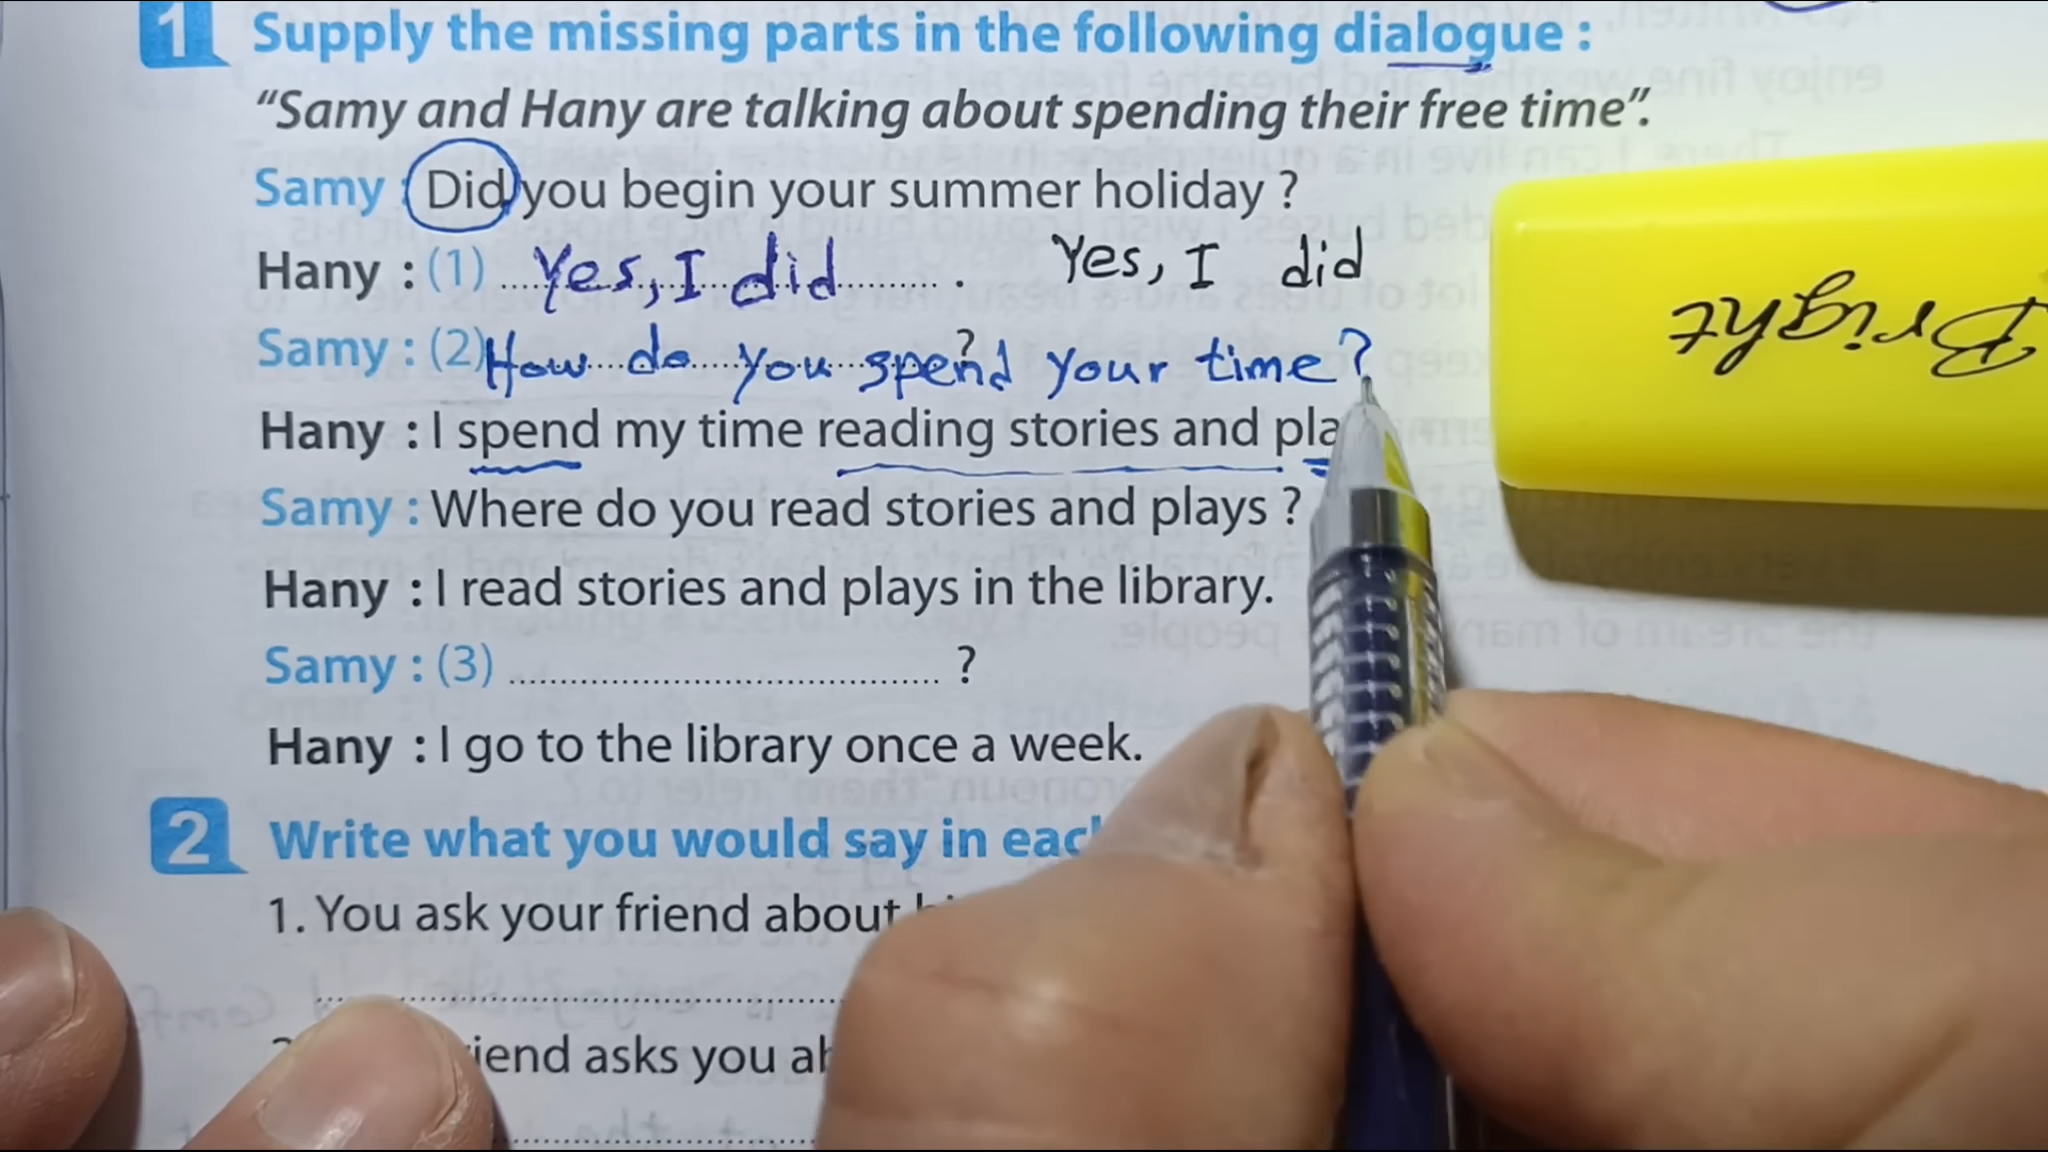 1 Supply the missing parts in the following dialogue :
"Samy and Hany are talking about spending their free time".
Samy : Did you begin your summer holiday ?
Hany : (1) Yes, I did . Yes, I did
Samy : (2) How do you spend your time? ?
Hany : I spend my time reading stories and
Samy : Where do you read stories and plays ?
Hany : I read stories and plays in the library.
Samy : (3) ........................................ ?
Hany : I go to the library once a week.
2 Write what you would say in
1. You ask your friend about
asks you
Bright